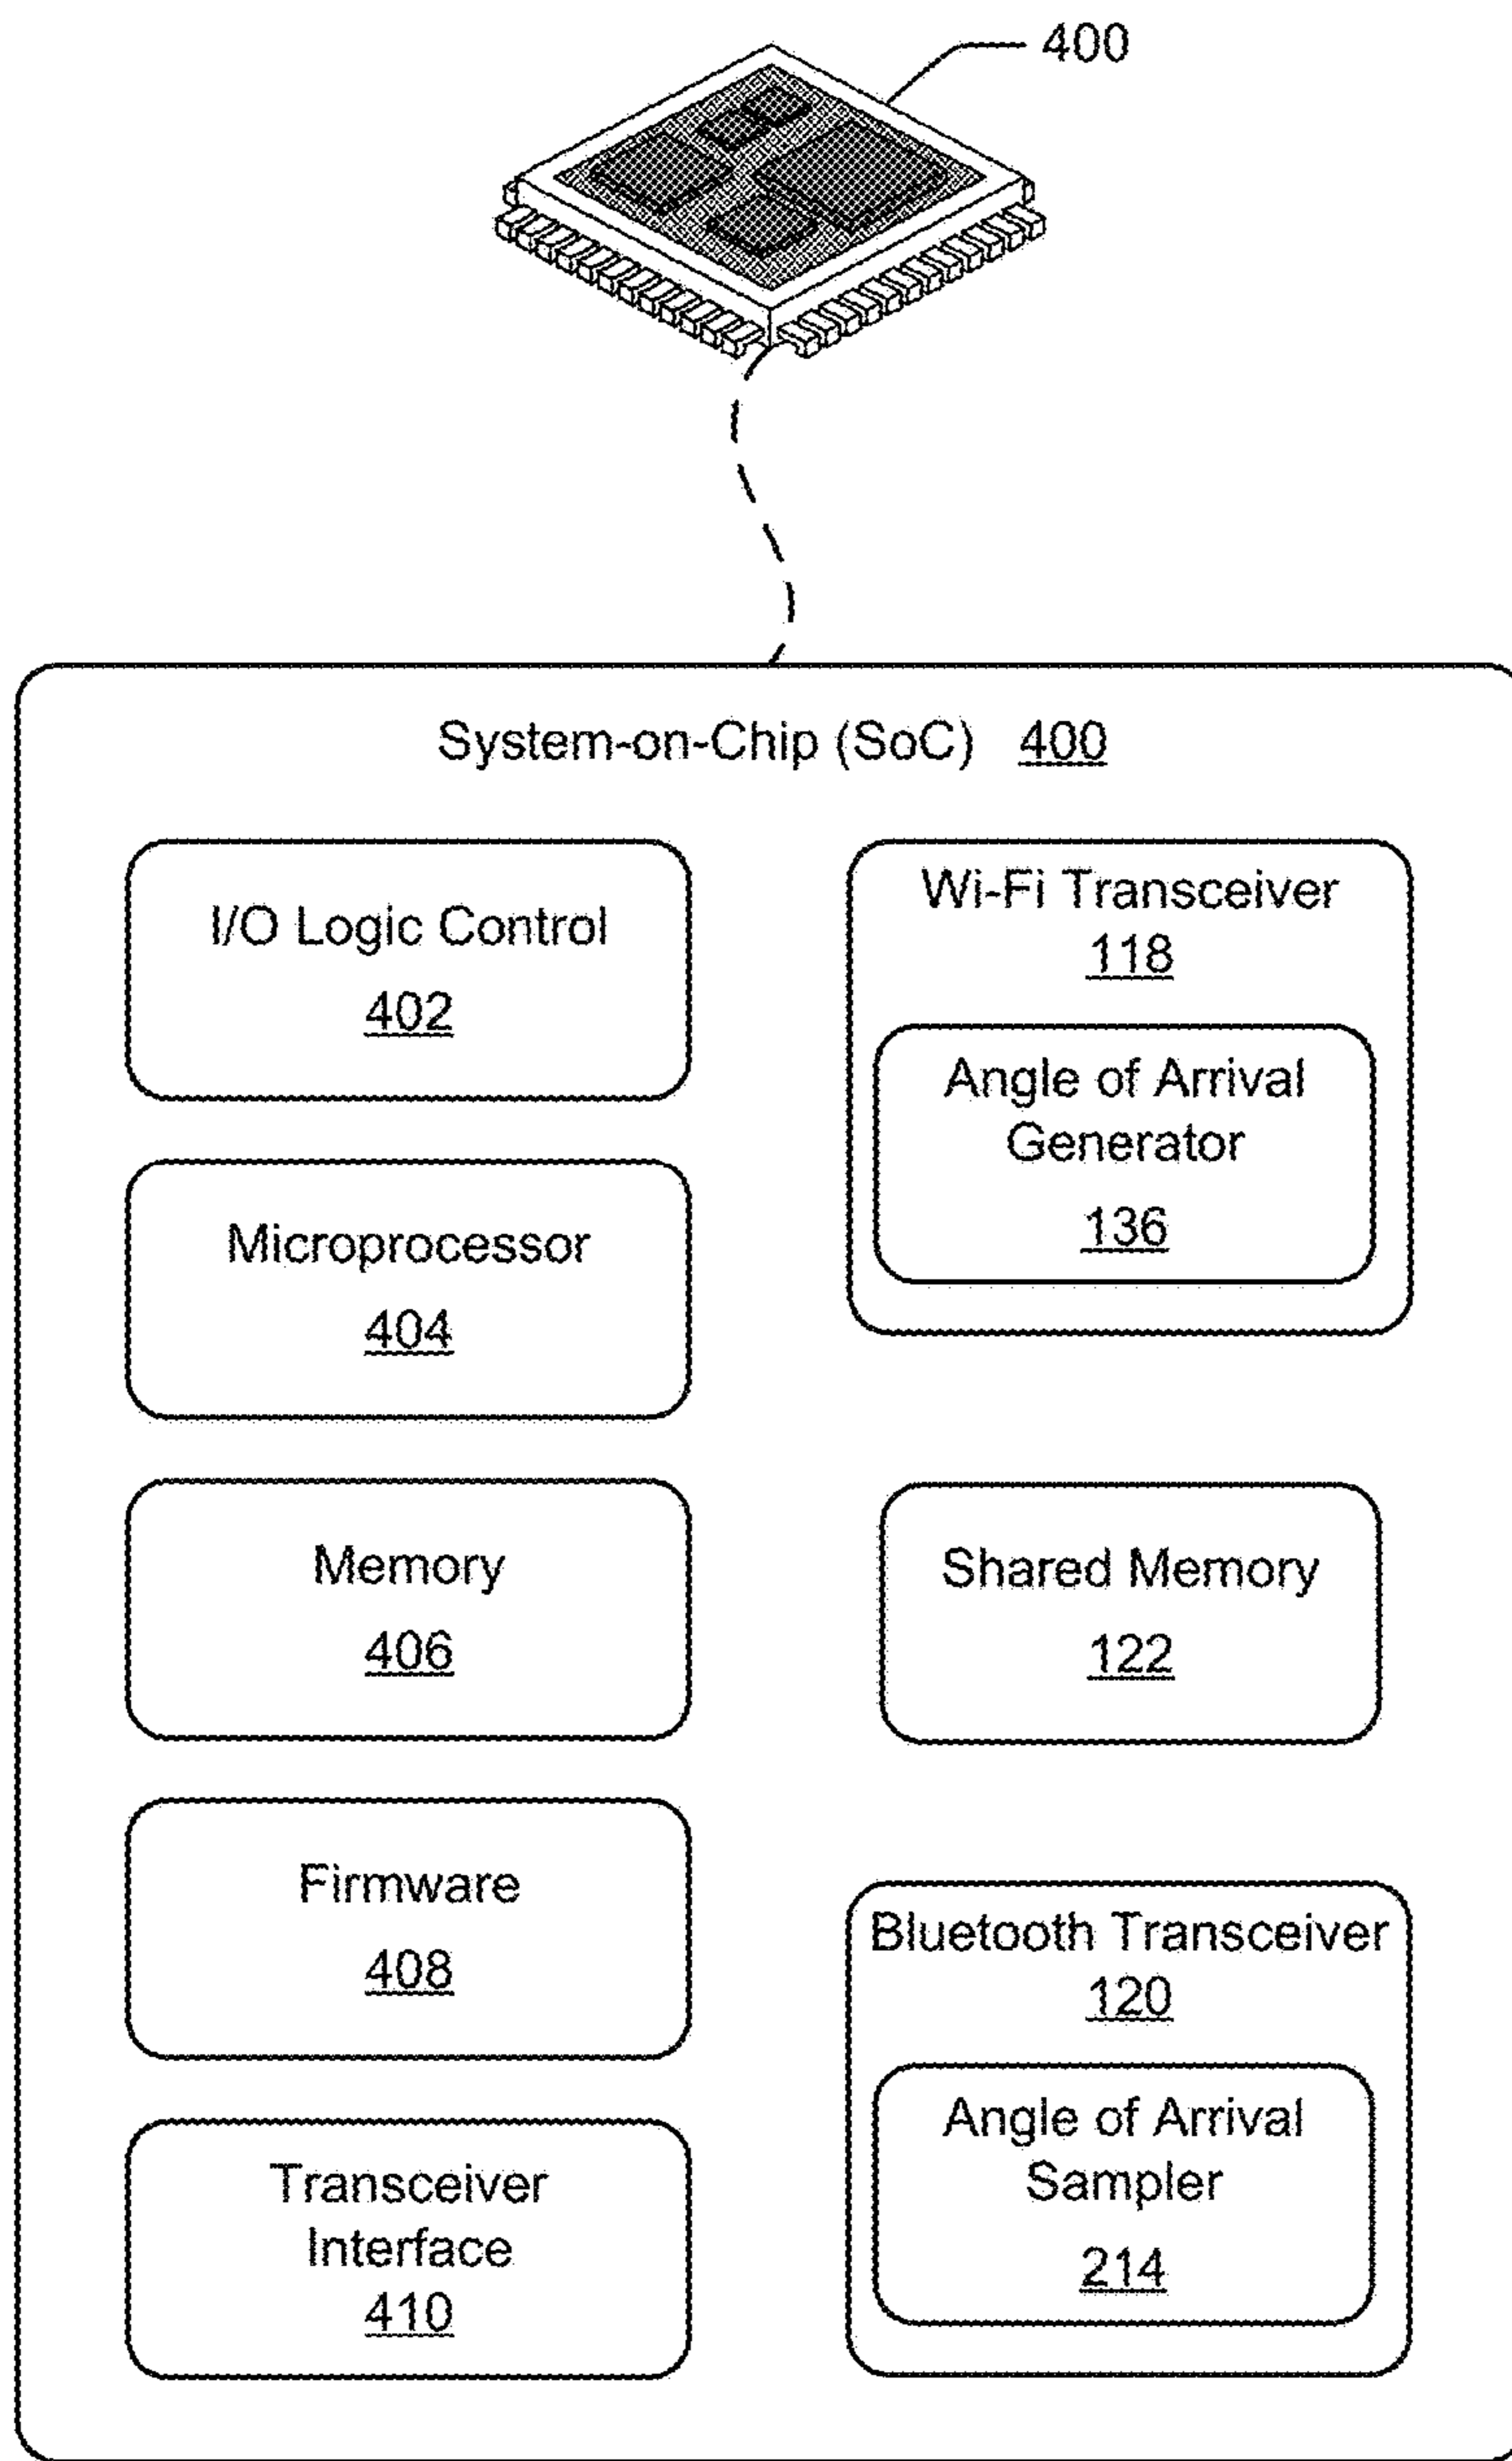 400
System-on-Chip (SoC) 400
I/O Logic Control
402
Microprocessor
404
Memory
406
Firmware
408
Transceiver
Interface
410
Wi-Fi Transceiver
118
Angle of Arrival
Generator
136
Shared Memory
122
Bluetooth Transceiver
120
Angle of Arrival
Sampler
214